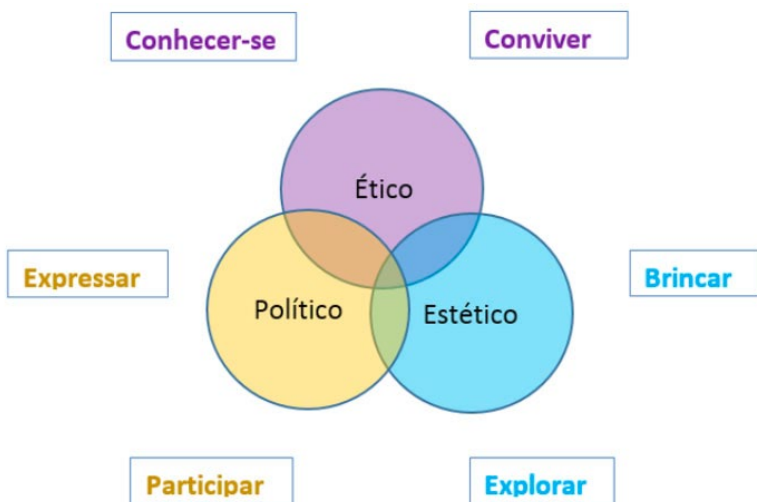 Conhecer-se
Conviver
Ético
Expressar
Brincar
Político
Estético
Participar
Explorar